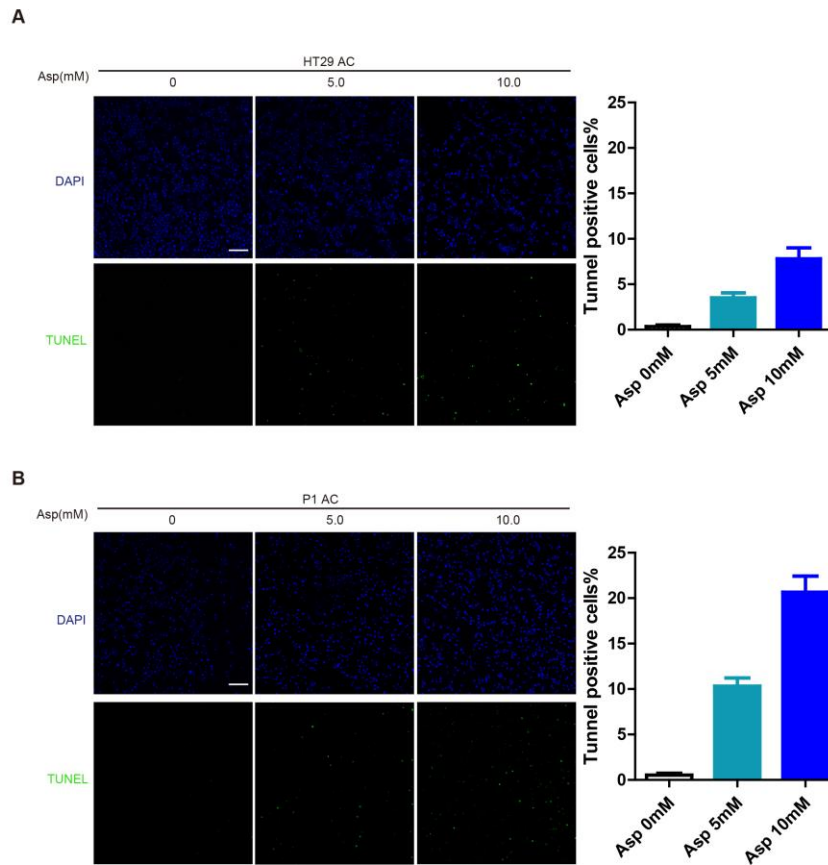 A
HT29 AC
Asp(mM)
0 5.0 10.0
DAPI
TUNEL
Tunnel positive cells%
25
20
15
10
5
0
Asp 0mM
Asp 5mM
Asp 10mM
B
P1 AC
Asp(mM)
0 5.0 10.0
DAPI
TUNEL
Tunnel positive cells%
25
20
15
10
5
0
Asp 0mM
Asp 5mM
Asp 10mM